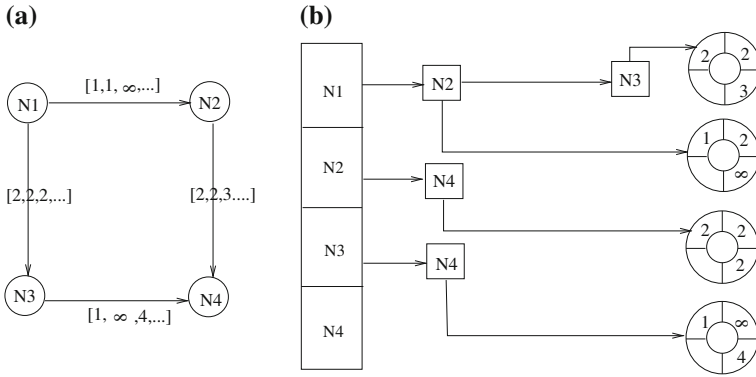 (a)
(b)
N1
[1,1, ∞,...]
N2
[2,2,2,...]
[2,2,3....]
N3
N4
[1, ∞ ,4,...]
N1
N2
N3
2
2
3
1
2
∞
N2
N4
2
2
2
N3
N4
1
∞
4
N4